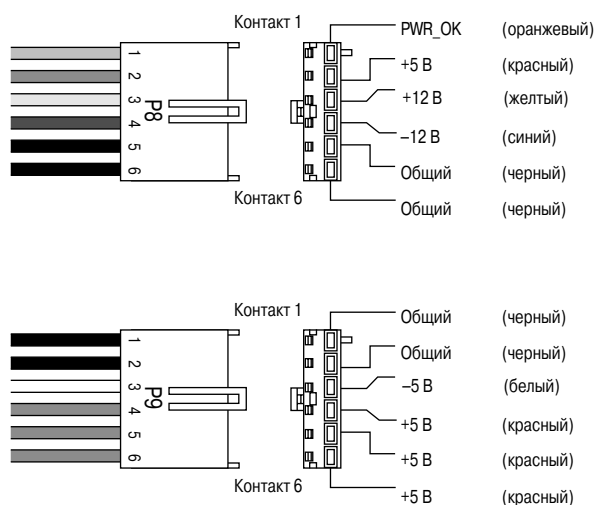 Контакт 1
PWR_OK (оранжевый)
1
+5 В (красный)
2
+12 В (желтый)
3
P8
4
–12 В (синий)
5
Общий (черный)
6
Контакт 6
Общий (черный)
Контакт 1
Общий (черный)
1
Общий (черный)
2
–5 В (белый)
3
P9
4
+5 В (красный)
5
+5 В (красный)
6
Контакт 6
+5 В (красный)